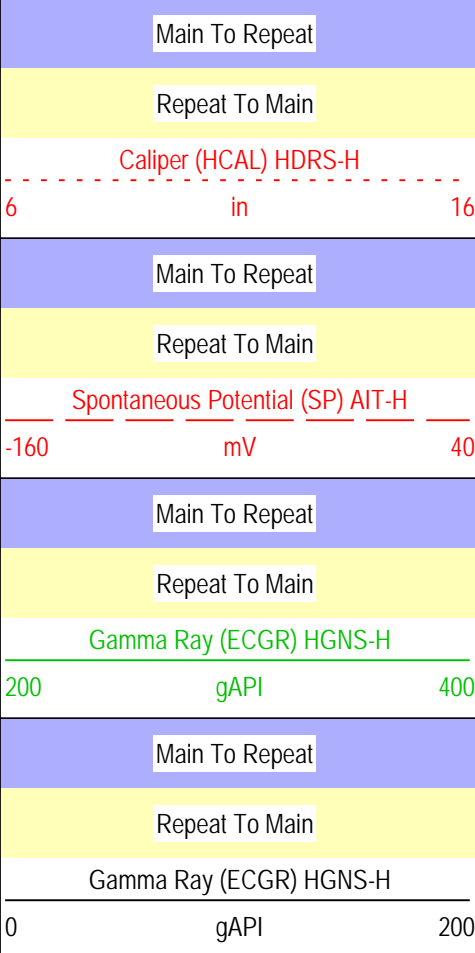 Main To Repeat
Repeat To Main
Caliper (HCAL) HDRS-H
6 in 16
Main To Repeat
Repeat To Main
Spontaneous Potential (SP) AIT-H
-160 mV 40
Main To Repeat
Repeat To Main
Gamma Ray (ECGR) HGNS-H
200 gAPI 400
Main To Repeat
Repeat To Main
Gamma Ray (ECGR) HGNS-H
0 gAPI 200